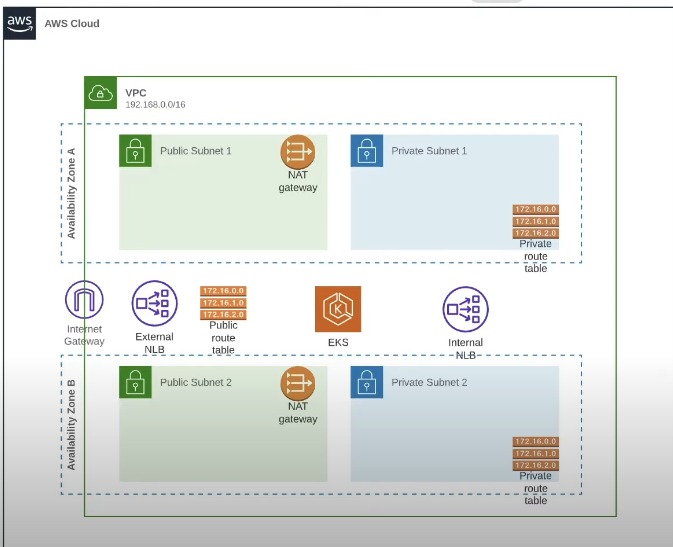 aws
AWS Cloud
VPC
192.168.0.0/16
Availability Zone A
Public Subnet 1
NAT
gateway
Private Subnet 1
172.16.0.0
172.16.1.0
172.16.2.0
Private
route
table
Internet
Gateway
External
NLB
172.16.0.0
172.16.1.0
172.16.2.0
Public
route
table
K
EKS
Internal
NLB
Availability Zone B
Public Subnet 2
NAT
gateway
Private Subnet 2
172.16.0.0
172.16.1.0
172.16.2.0
Private
route
table